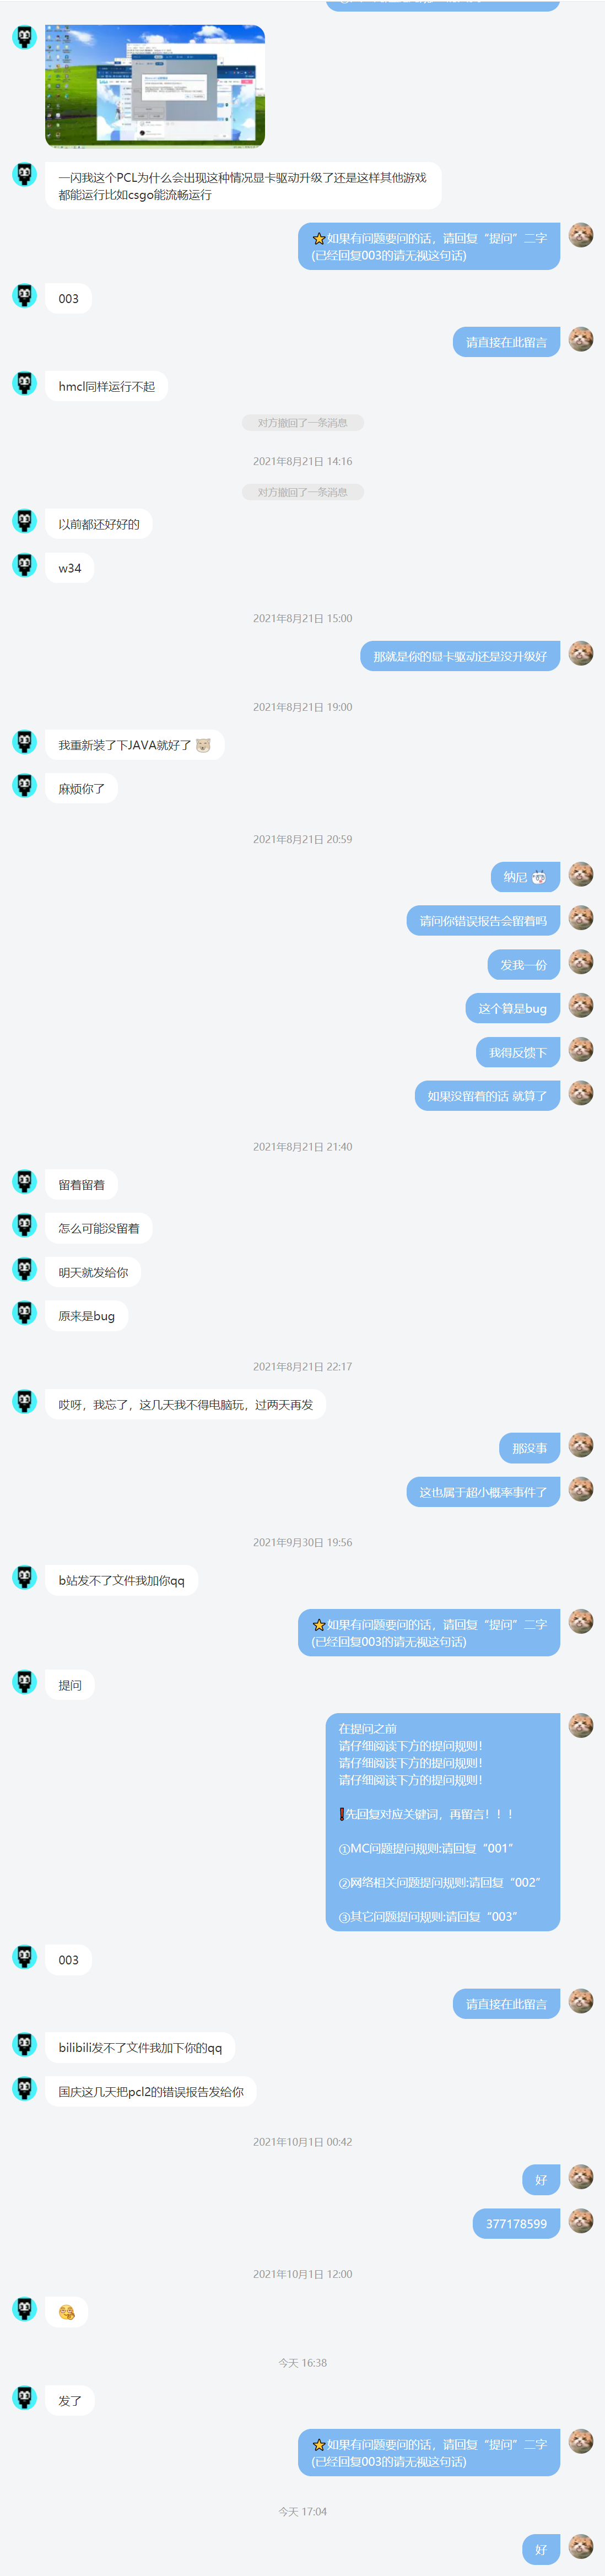 一闪我这个PCL为什么会出现这种情况显卡驱动升级了还是这样其他游戏
都能运行比如csgo能流畅运行
⭐如果有问题要问的话，请回复“提问”二字
(已经回复003的请无视这句话)
003
请直接在此留言
hmcl同样运行不起
对方撤回了一条消息
2021年8月21日 14:16
对方撤回了一条消息
以前都还好好的
w34
2021年8月21日 15:00
那就是你的显卡驱动还是没升级好
2021年8月21日 19:00
我重新装了下JAVA就好了
麻烦你了
2021年8月21日 20:59
纳尼
请问你错误报告会留着吗
发我一份
这个算是bug
我得反馈下
如果没留着的话 就算了
2021年8月21日 21:40
留着留着
怎么可能没留着
明天就发给你
原来是bug
2021年8月21日 22:17
哎呀，我忘了，这几天我不得电脑玩，过两天再发
那没事
这也属于超小概率事件了
2021年9月30日 19:56
b站发不了文件我加你qq
⭐如果有问题要问的话，请回复“提问”二字
(已经回复003的请无视这句话)
提问
在提问之前
请仔细阅读下方的提问规则！
请仔细阅读下方的提问规则！
请仔细阅读下方的提问规则！
❗先回复对应关键词，再留言！！！
①MC问题提问规则:请回复“001”
②网络相关问题提问规则:请回复“002”
③其它问题提问规则:请回复“003”
003
请直接在此留言
bilibili发不了文件我加下你的qq
国庆这几天把pcl2的错误报告发给你
2021年10月1日 00:42
好
377178599
2021年10月1日 12:00
今天 16:38
发了
⭐如果有问题要问的话，请回复“提问”二字
(已经回复003的请无视这句话)
今天 17:04
好